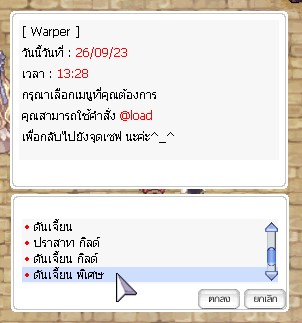 [ Warper ]
วันนี้วันที่ : 26/09/23
เวลา : 13:28
กรุณาเลือกเมนูที่คุณต้องการ
คุณสามารถใช้คำสั่ง @load
เพื่อกลับไปยังจุดเซฟ นะค่ะ^_^
ดันเจี้ยน
ปราสาท กิลด์
ดันเจี้ยน กิลด์
ดันเจี้ยน พิเศษ
ตกลง ยกเลิก